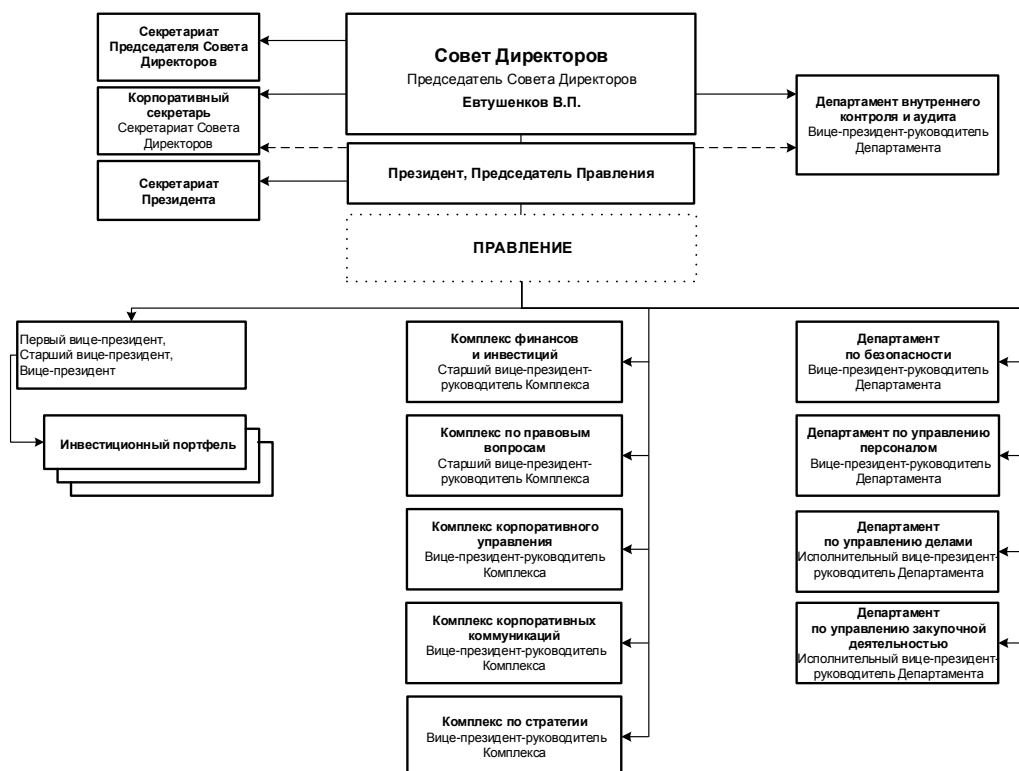 Секретариат
Председателя Совета
Директоров
Совет Директоров
Председатель Совета Директоров
Евтушенков В.П.
Корпоративный
секретарь
Секретариат Совета
Директоров
Департамент внутреннего
контроля и аудита
Вице-президент-руководитель
Департамента
Президент, Председатель Правления
Секретариат
Президента
ПРАВЛЕНИЕ
Первый вице-президент,
Старший вице-президент,
Вице-президент
Инвестиционный портфель
Комплекс финансов
и инвестиций
Старший вице-президент-
руководитель Комплекса
Комплекс по правовым
вопросам
Старший вице-президент-
руководитель Комплекса
Комплекс корпоративного
управления
Вице-президент-руководитель
Комплекса
Комплекс корпоративных
коммуникаций
Вице-президент-руководитель
Комплекса
Комплекс по стратегии
Вице-президент-руководитель
Комплекса
Департамент
по безопасности
Вице-президент-руководитель
Департамента
Департамент по управлению
персоналом
Вице-президент-руководитель
Департамента
Департамент
по управлению делами
Исполнительный вице-президент-
руководитель Департамента
Департамент
по управлению закупочной
деятельностью
Исполнительный вице-президент-
руководитель Департамента